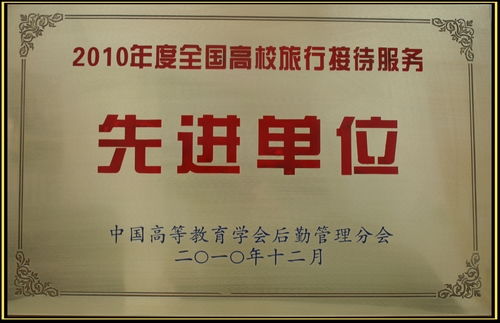 2010年度全国高校旅行接待服务
先进单位
中国高等教育学会后勤管理分会
二〇一〇年十二月